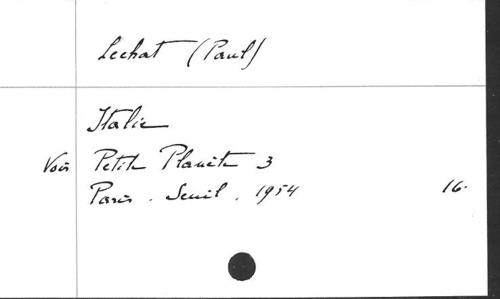 Lechat (Paul)
Italie
Voir Petite Planète 3
Paris. Seuil. 1954 16.